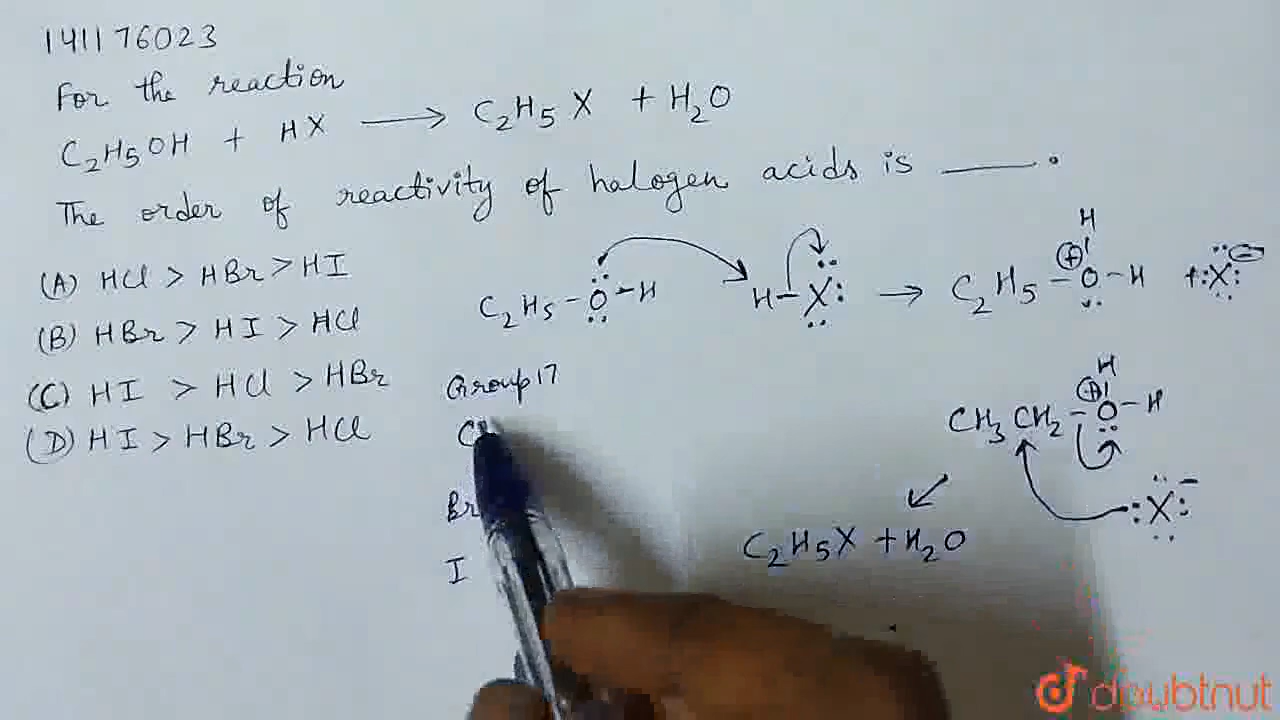 141176023
For the reaction
C₂H₅OH + HX ⟶ C₂H₅X + H₂O
The order of reactivity of halogen acids is ____.
(A) HCl > HBr > HI
(B) HBr > HI > HCl
(C) HI > HCl > HBr
(D) HI > HBr > HCl
C₂H₅-Ö-H H-X: → C₂H₅-O⊕-H + :X:⊖
H
Group 17
Br
I
H
CH₃CH₂-O⊕-H
:X:⁻
C₂H₅X + H₂O
doubtnut